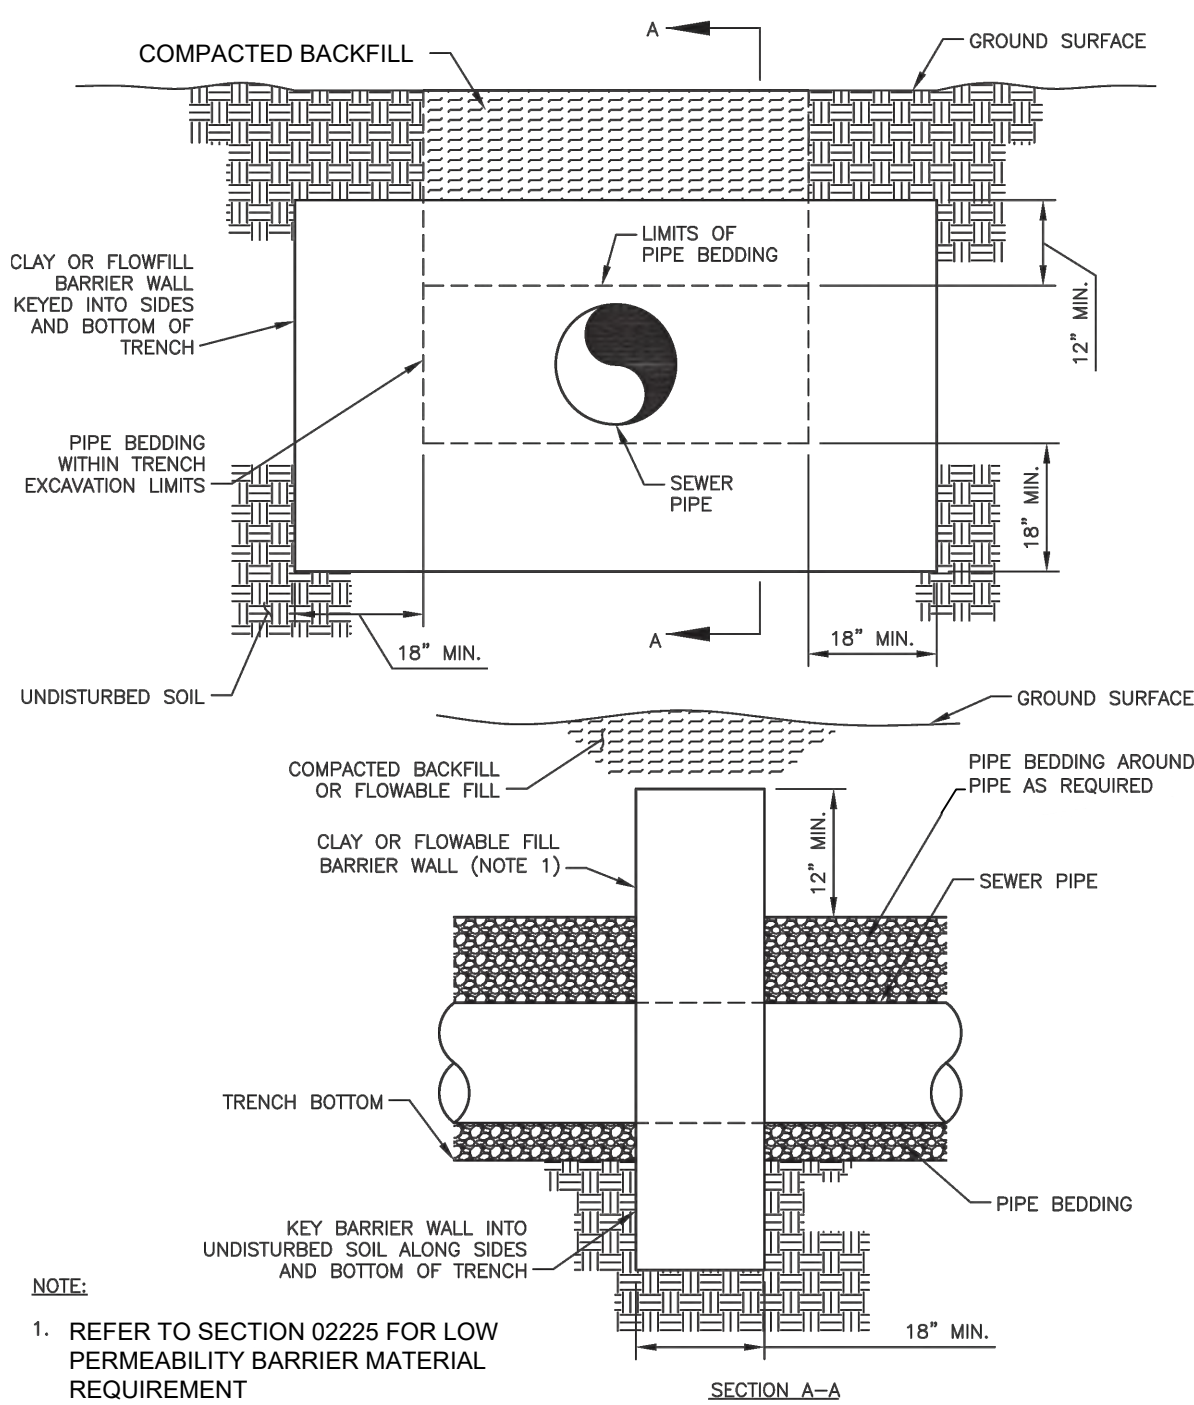 A
COMPACTED BACKFILL
GROUND SURFACE
LIMITS OF
PIPE BEDDING
CLAY OR FLOWFILL
BARRIER WALL
KEYED INTO SIDES
AND BOTTOM OF
TRENCH
12" MIN.
PIPE BEDDING
WITHIN TRENCH
EXCAVATION LIMITS
SEWER
PIPE
18" MIN.
A
18" MIN.
18" MIN.
UNDISTURBED SOIL
GROUND SURFACE
COMPACTED BACKFILL
OR FLOWABLE FILL
PIPE BEDDING AROUND
PIPE AS REQUIRED
CLAY OR FLOWABLE FILL
BARRIER WALL (NOTE 1)
12" MIN.
SEWER PIPE
TRENCH BOTTOM
PIPE BEDDING
KEY BARRIER WALL INTO
UNDISTURBED SOIL ALONG SIDES
AND BOTTOM OF TRENCH
NOTE:
1. REFER TO SECTION 02225 FOR LOW
PERMEABILITY BARRIER MATERIAL
REQUIREMENT
18" MIN.
SECTION A-A